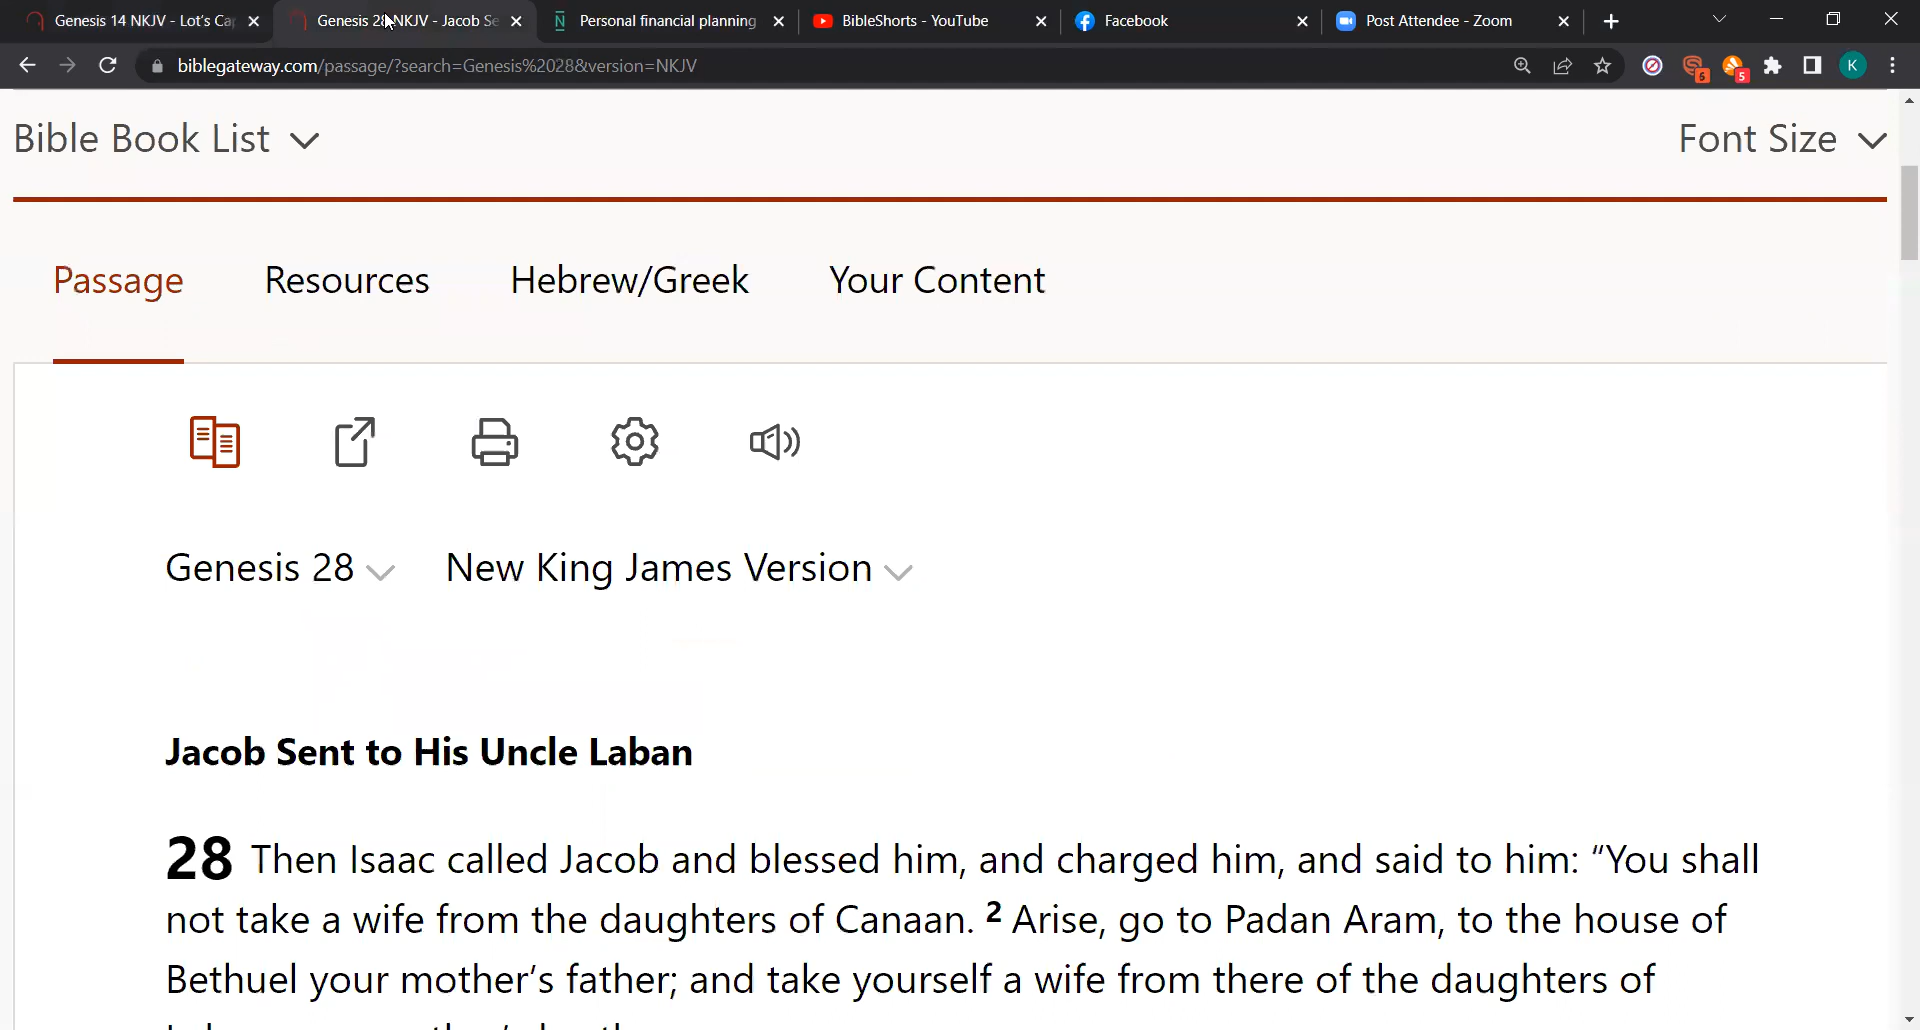 Genesis 14 NKJV - Lot's Ca
Genesis 28 NKJV - Jacob Se
Personal financial planning
BibleShorts - YouTube
Facebook
Post Attendee - Zoom
biblegateway.com/passage/?search=Genesis%2028&version=NKJV
5
K
Bible Book List
Font Size
Passage
Resources
Hebrew/Greek
Your Content
Genesis 28
New King James Version
Jacob Sent to His Uncle Laban
28 Then Isaac called Jacob and blessed him, and charged him, and said to him: “You shall
not take a wife from the daughters of Canaan. 2 Arise, go to Padan Aram, to the house of
Bethuel your mother’s father; and take yourself a wife from there of the daughters of